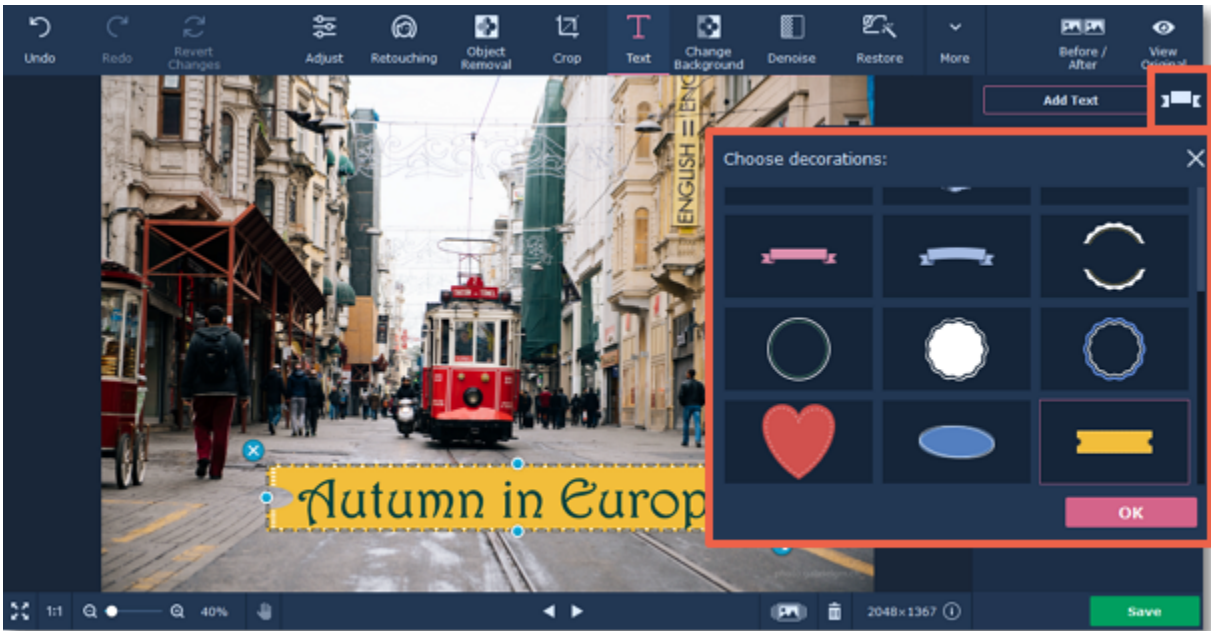 Undo
Redo
Revert
Changes
Adjust
Retouching
Object
Removal
Crop
Text
Change
Background
Denoise
Restore
More
Before /
After
View
Original
Add Text
Choose decorations:
ENGLISH = ENG
Autumn in Europ
OK
1:1
40%
2048×1367
Save